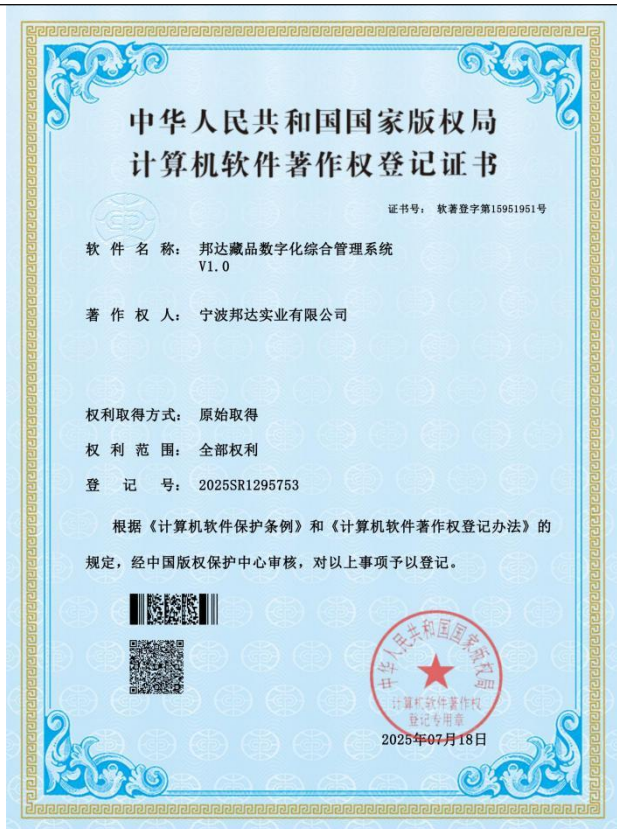 中华人民共和国国家版权局
计算机软件著作权登记证书
证书号： 软著登字第15951951号
软件名称： 邦达藏品数字化综合管理系统
V1.0
著作权人： 宁波邦达实业有限公司
权利取得方式： 原始取得
权利范围： 全部权利
登记号： 2025SR1295753
根据《计算机软件保护条例》和《计算机软件著作权登记办法》的
规定，经中国版权保护中心审核，对以上事项予以登记。
中华人民共和国国家版权局
计算机软件著作权
登记专用章
2025年07月18日